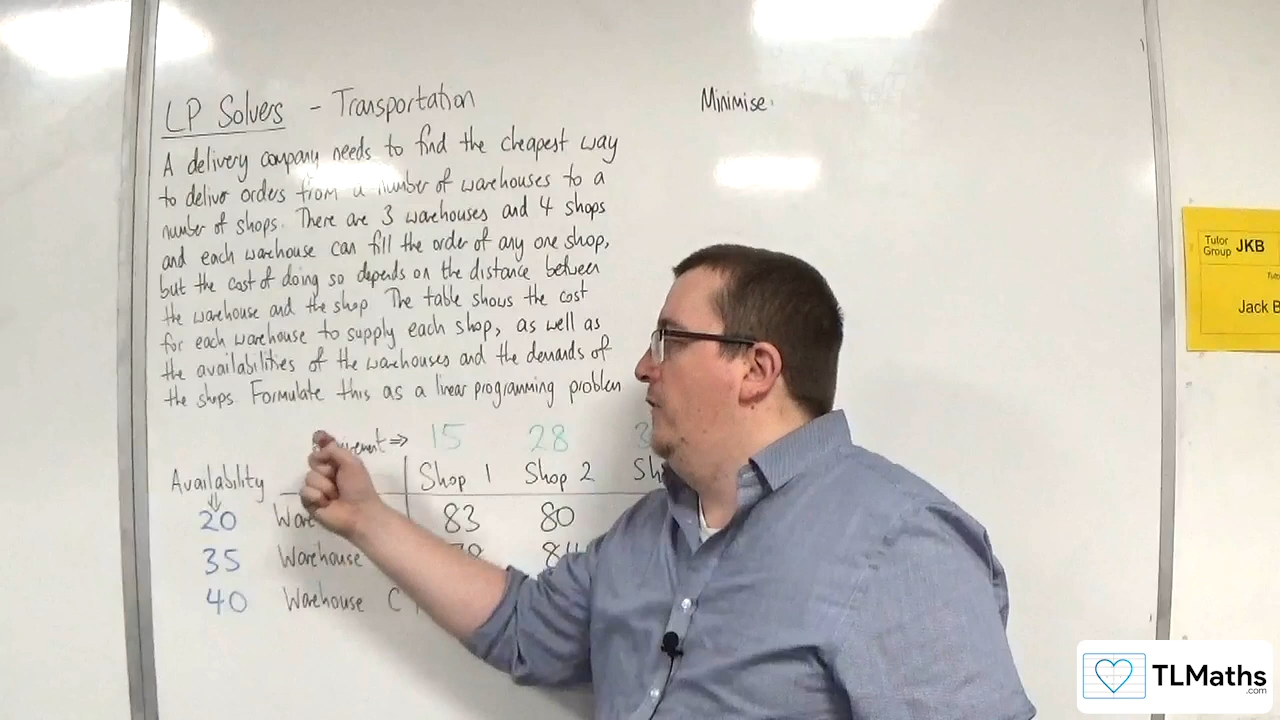 LP Solvers - Transportation
Minimise:
A delivery company needs to find the cheapest way
to deliver orders from a number of warehouses to a
number of shops. There are 3 warehouses and 4 shops
and each warehouse can fill the order of any one shop,
but the cost of doing so depends on the distance between
the warehouse and the shop. The table shows the cost
for each warehouse to supply each shop, as well as
the availabilities of the warehouses and the demands of
the shops. Formulate this as a linear programming problem
⇒ 15 28
Availability Shop 1 Shop 2 Sh
⇓
20 Ware 83 80
35 Warehouse
40 Warehouse C
Tutor Group JKB
Jack B
TLMaths
.com